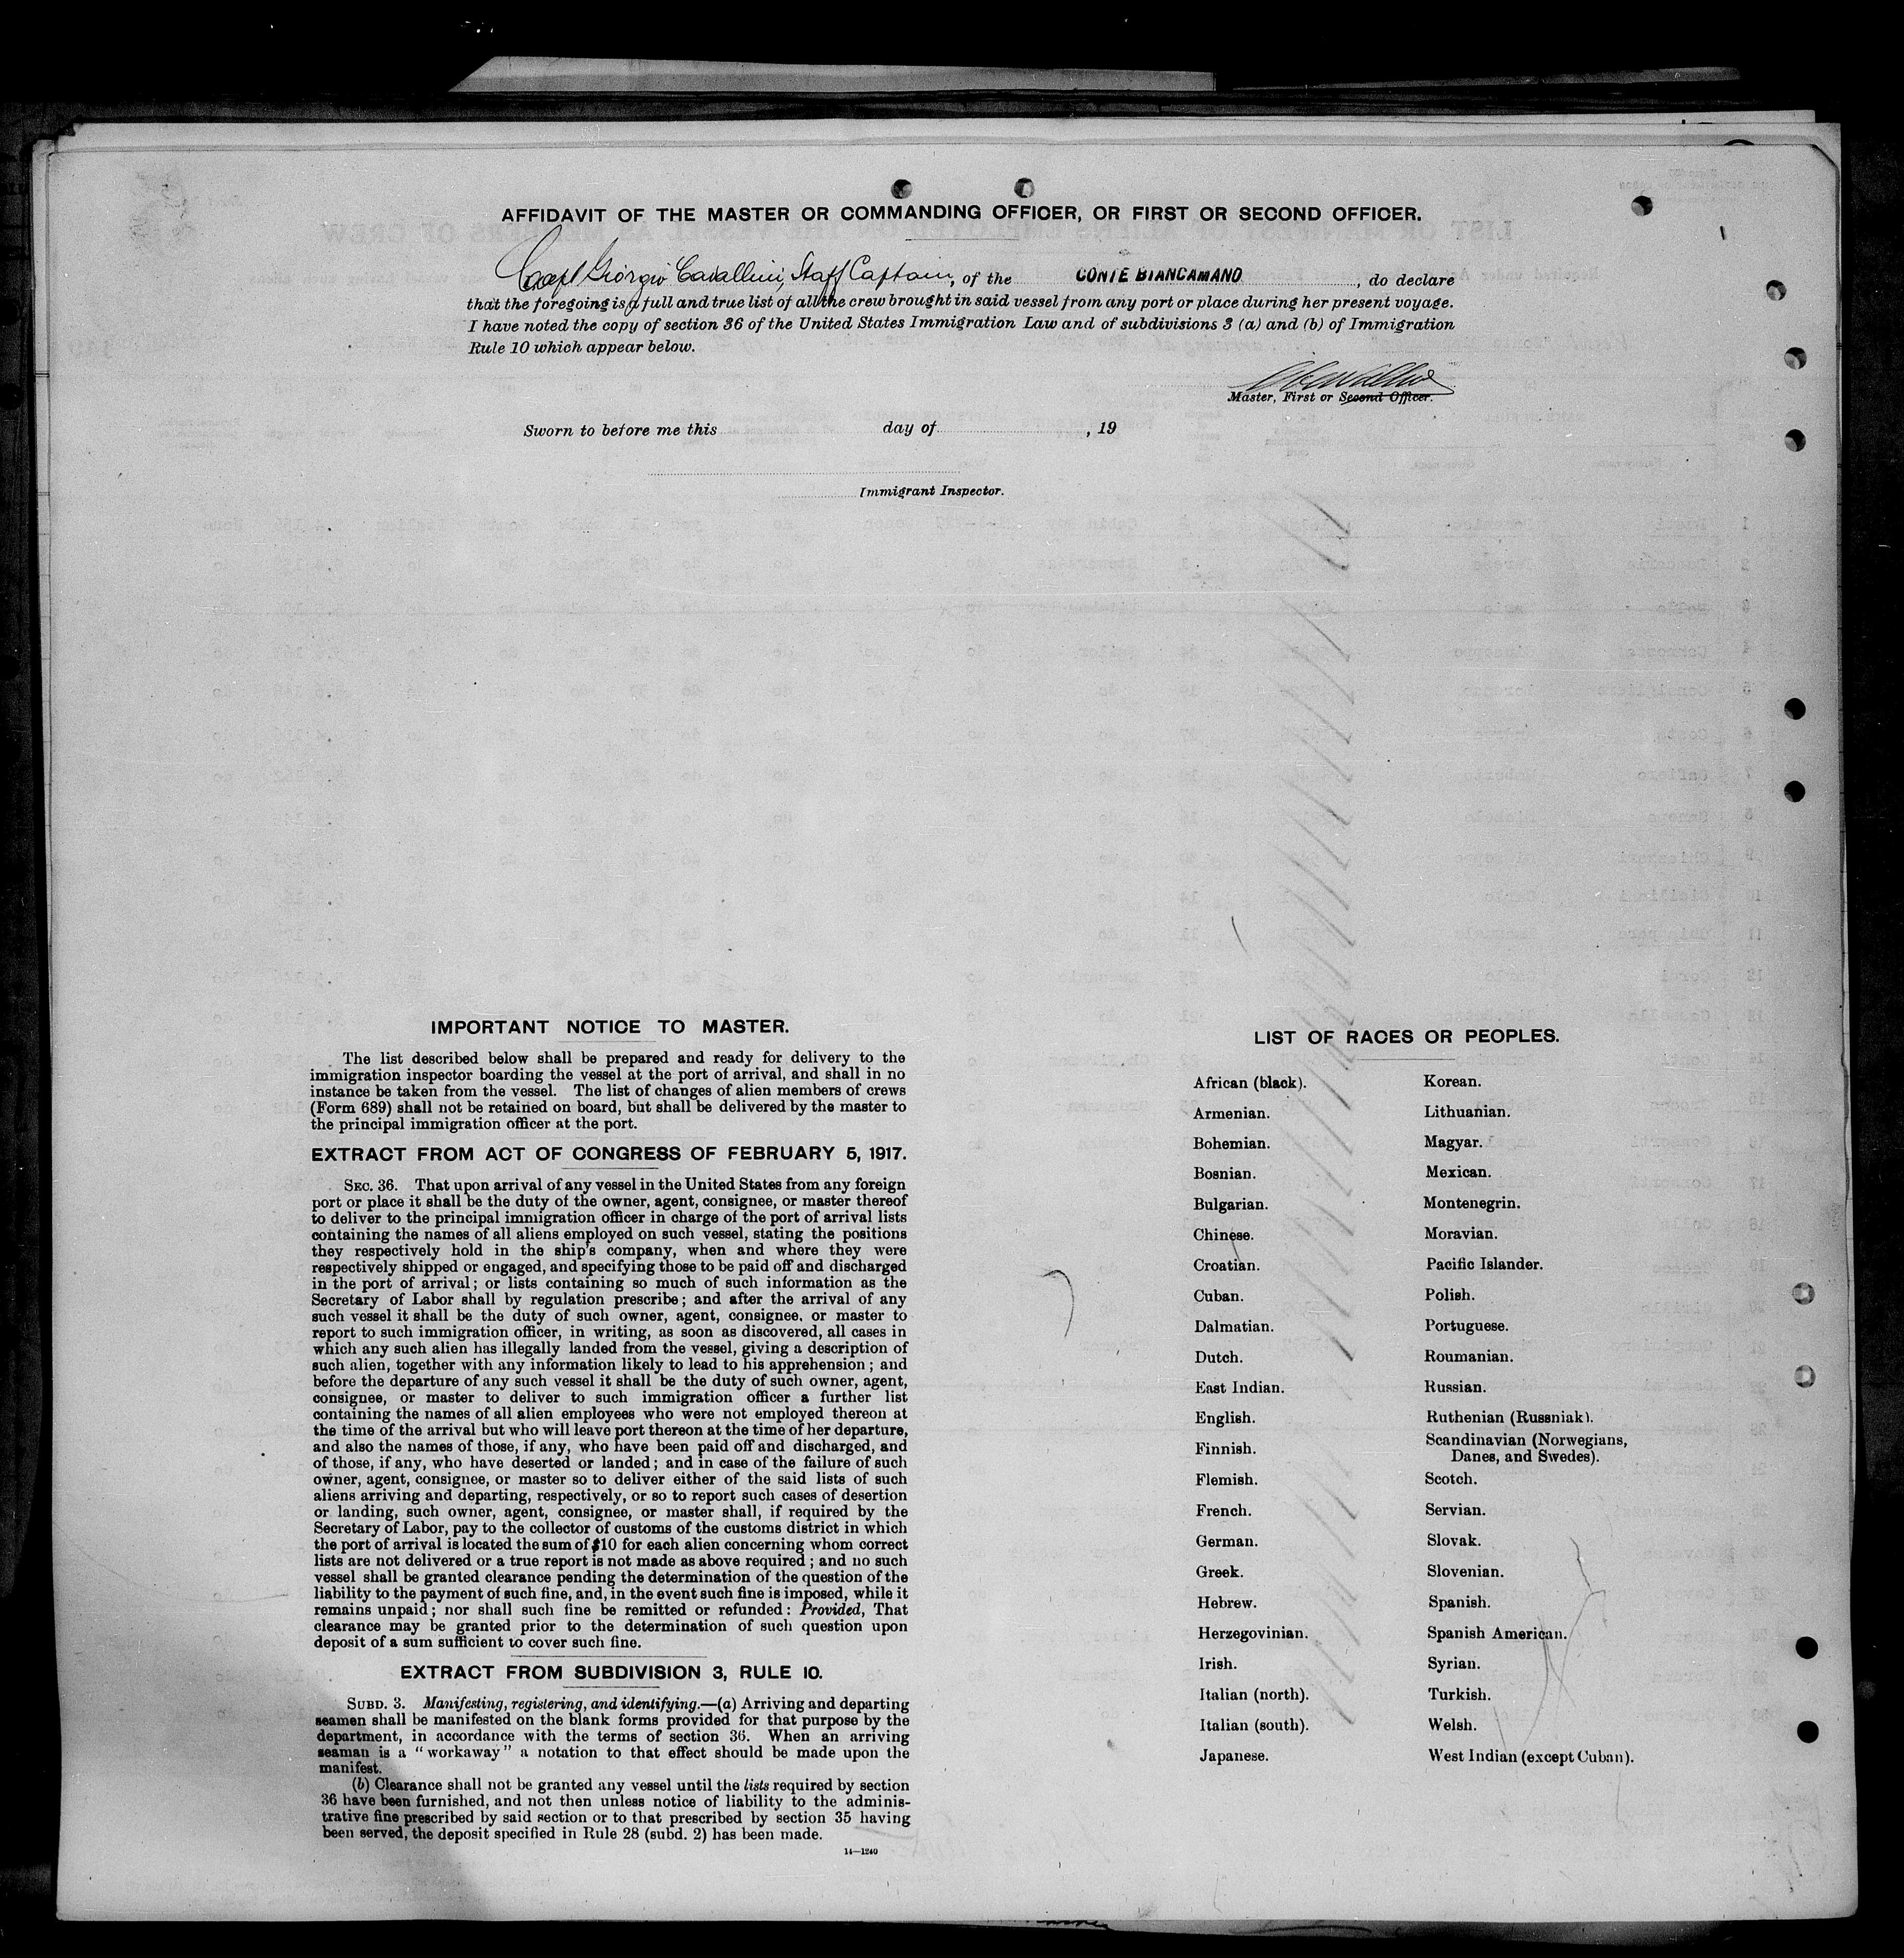 AFFIDAVIT OF THE MASTER OR COMMANDING OFFICER, OR FIRST OR SECOND OFFICER.
Capt Giorgio Cavallini, Staff Captain, of the CONTE BIANCAMANO, do declare
that the foregoing is a full and true list of all the crew brought in said vessel from any port or place during her present voyage.
I have noted the copy of section 36 of the United States Immigration Law and of subdivisions 3 (a) and (b) of Immigration
Rule 10 which appear below.
Master, First or Second Officer.
Sworn to before me this day of , 19
Immigrant Inspector.
IMPORTANT NOTICE TO MASTER.
The list described below shall be prepared and ready for delivery to the
immigration inspector boarding the vessel at the port of arrival, and shall in no
instance be taken from the vessel. The list of changes of alien members of crews
(Form 689) shall not be retained on board, but shall be delivered by the master to
the principal immigration officer at the port.
EXTRACT FROM ACT OF CONGRESS OF FEBRUARY 5, 1917.
SEC. 36. That upon arrival of any vessel in the United States from any foreign
port or place it shall be the duty of the owner, agent, consignee, or master thereof
to deliver to the principal immigration officer in charge of the port of arrival lists
containing the names of all aliens employed on such vessel, stating the positions
they respectively hold in the ship's company, when and where they were
respectively shipped or engaged, and specifying those to be paid off and discharged
in the port of arrival; or lists containing so much of such information as the
Secretary of Labor shall by regulation prescribe; and after the arrival of any
such vessel it shall be the duty of such owner, agent, consignee, or master to
report to such immigration officer, in writing, as soon as discovered, all cases in
which any such alien has illegally landed from the vessel, giving a description of
such alien, together with any information likely to lead to his apprehension; and
before the departure of any such vessel it shall be the duty of such owner, agent,
consignee, or master to deliver to such immigration officer a further list
containing the names of all alien employees who were not employed thereon at
the time of the arrival but who will leave port thereon at the time of her departure,
and also the names of those, if any, who have been paid off and discharged, and
of those, if any, who have deserted or landed; and in case of the failure of such
owner, agent, consignee, or master so to deliver either of the said lists of such
aliens arriving and departing, respectively, or so to report such cases of desertion
or landing, such owner, agent, consignee, or master shall, if required by the
Secretary of Labor, pay to the collector of customs of the customs district in which
the port of arrival is located the sum of $10 for each alien concerning whom correct
lists are not delivered or a true report is not made as above required; and no such
vessel shall be granted clearance pending the determination of the question of the
liability to the payment of such fine, and, in the event such fine is imposed, while it
remains unpaid; nor shall such fine be remitted or refunded: Provided, That
clearance may be granted prior to the determination of such question upon
deposit of a sum sufficient to cover such fine.
EXTRACT FROM SUBDIVISION 3, RULE 10.
SUBD. 3. Manifesting, registering, and identifying.—(a) Arriving and departing
seamen shall be manifested on the blank forms provided for that purpose by the
department, in accordance with the terms of section 36. When an arriving
seaman is a "workaway" a notation to that effect should be made upon the
manifest.
(b) Clearance shall not be granted any vessel until the lists required by section
36 have been furnished, and not then unless notice of liability to the adminis-
trative fine prescribed by said section or to that prescribed by section 35 having
been served, the deposit specified in Rule 28 (subd. 2) has been made.
14—1240
LIST OF RACES OR PEOPLES.
African (black).
Armenian.
Bohemian.
Bosnian.
Bulgarian.
Chinese.
Croatian.
Cuban.
Dalmatian.
Dutch.
East Indian.
English.
Finnish.
Flemish.
French.
German.
Greek.
Hebrew.
Herzegovinian.
Irish.
Italian (north).
Italian (south).
Japanese.
Korean.
Lithuanian.
Magyar.
Mexican.
Montenegrin.
Moravian.
Pacific Islander.
Polish.
Portuguese.
Roumanian.
Russian.
Ruthenian (Russniak).
Scandinavian (Norwegians,
Danes, and Swedes).
Scotch.
Servian.
Slovak.
Slovenian.
Spanish.
Spanish American.
Syrian.
Turkish.
Welsh.
West Indian (except Cuban).